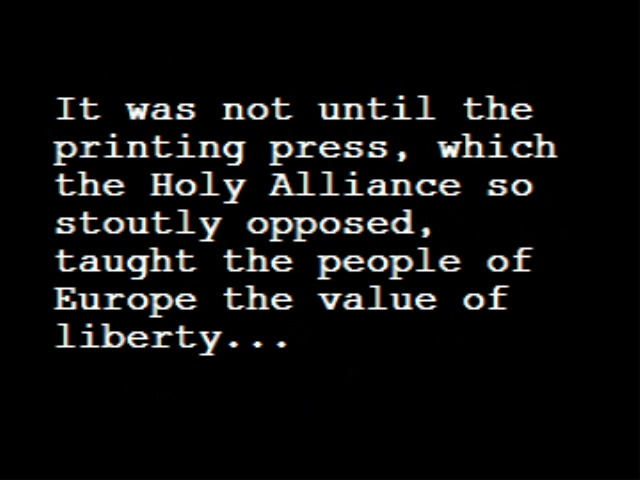 It was not until the
printing press, which
the Holy Alliance so
stoutly opposed,
taught the people of
Europe the value of
liberty...